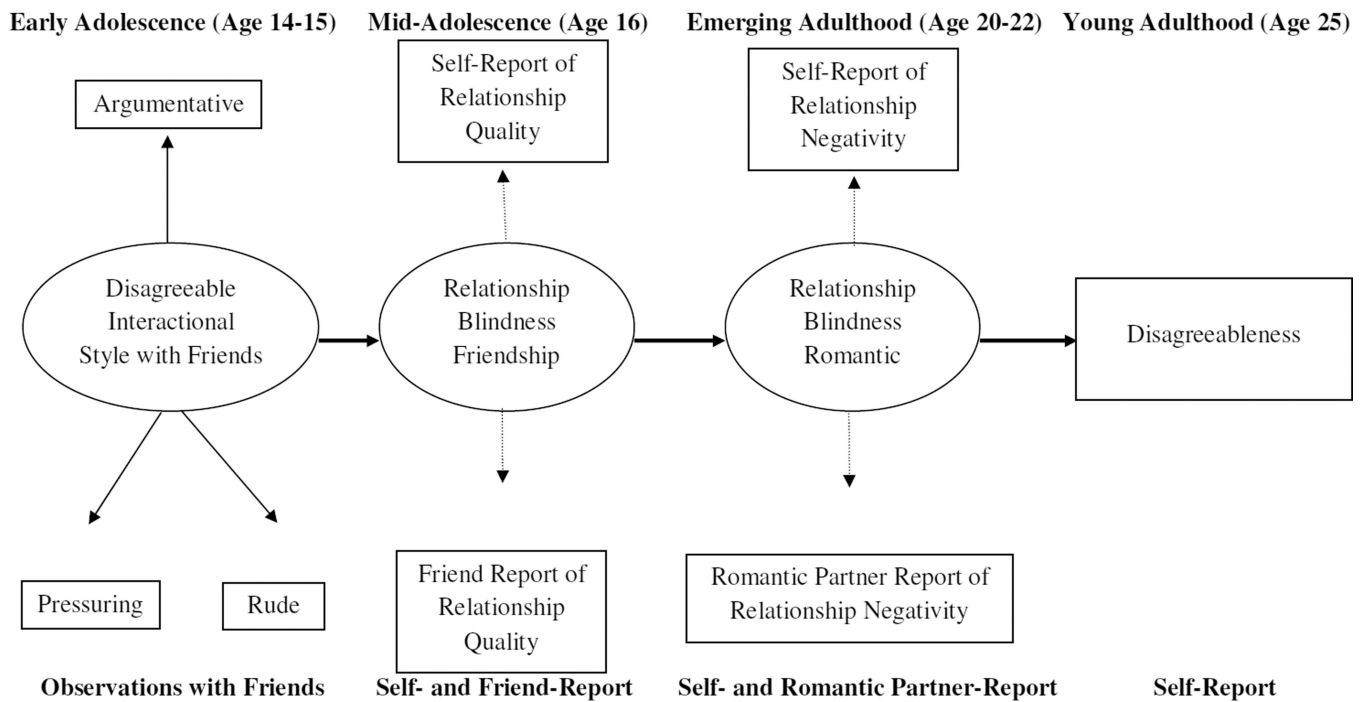 Early Adolescence (Age 14-15)
Mid-Adolescence (Age 16)
Emerging Adulthood (Age 20-22)
Young Adulthood (Age 25)
Argumentative
Self-Report of
Relationship
Quality
Self-Report of
Relationship
Negativity
Disagreeable
Interactional
Style with Friends
Relationship
Blindness
Friendship
Relationship
Blindness
Romantic
Disagreeableness
Pressuring
Rude
Friend Report of
Relationship
Quality
Romantic Partner Report of
Relationship Negativity
Observations with Friends
Self- and Friend-Report
Self- and Romantic Partner-Report
Self-Report